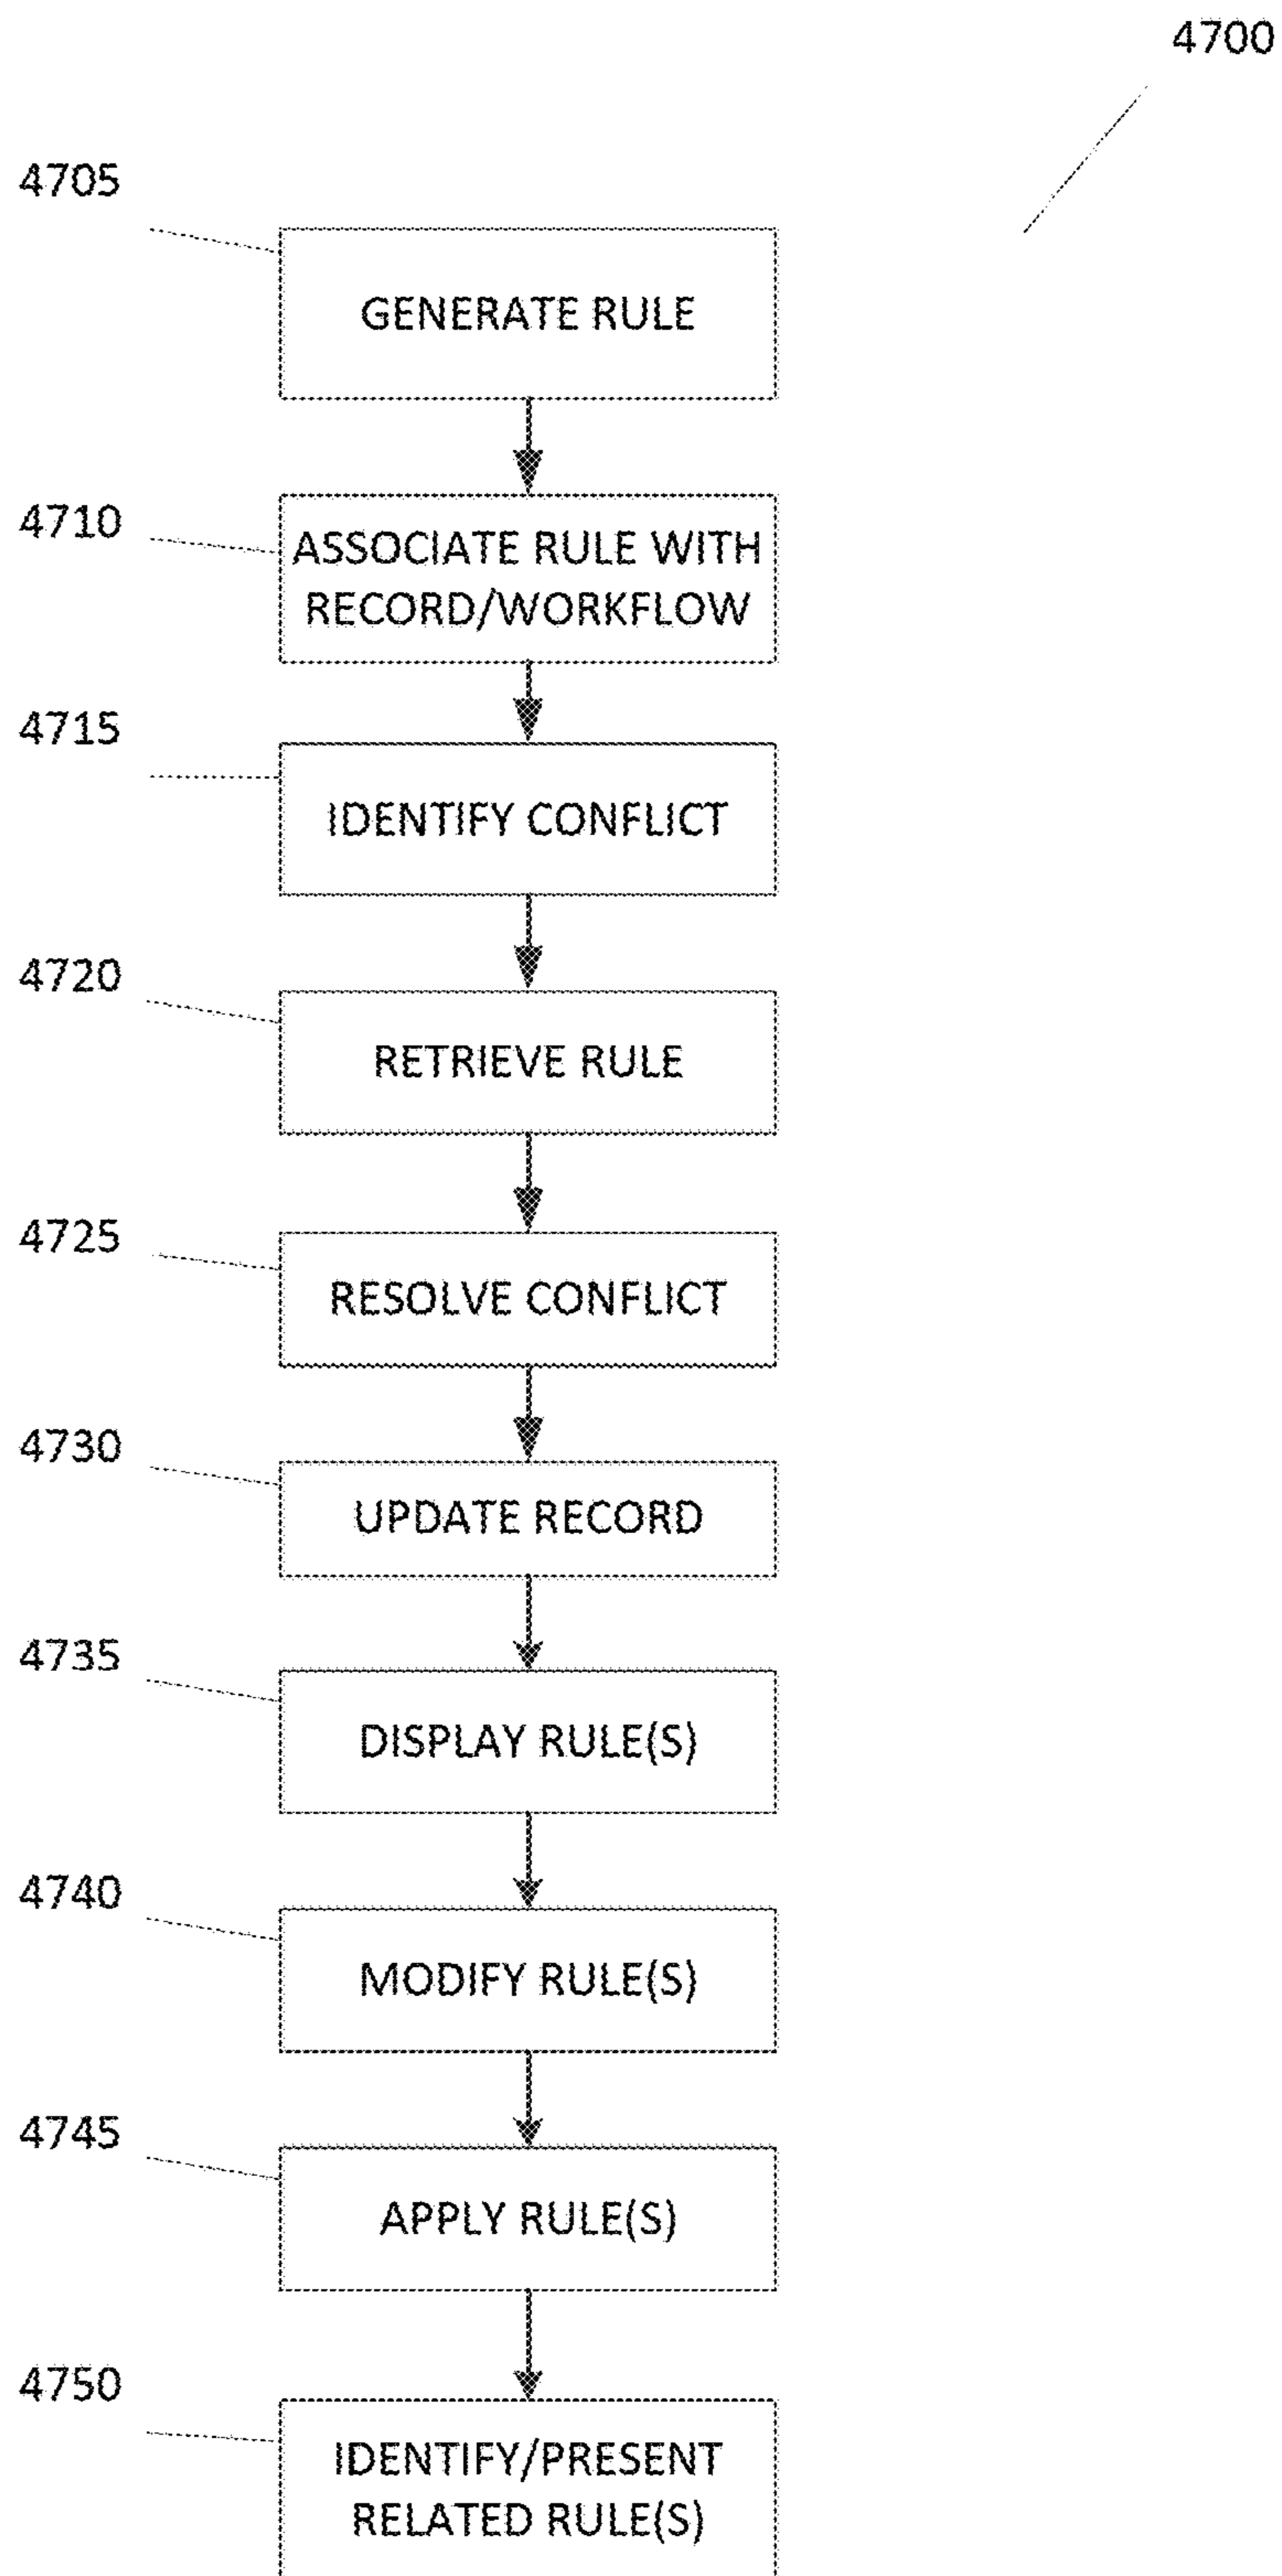 4700
4705
GENERATE RULE
4710
ASSOCIATE RULE WITH
RECORD/WORKFLOW
4715
IDENTIFY CONFLICT
4720
RETRIEVE RULE
4725
RESOLVE CONFLICT
4730
UPDATE RECORD
4735
DISPLAY RULE(S)
4740
MODIFY RULE(S)
4745
APPLY RULE(S)
4750
IDENTIFY/PRESENT
RELATED RULE(S)